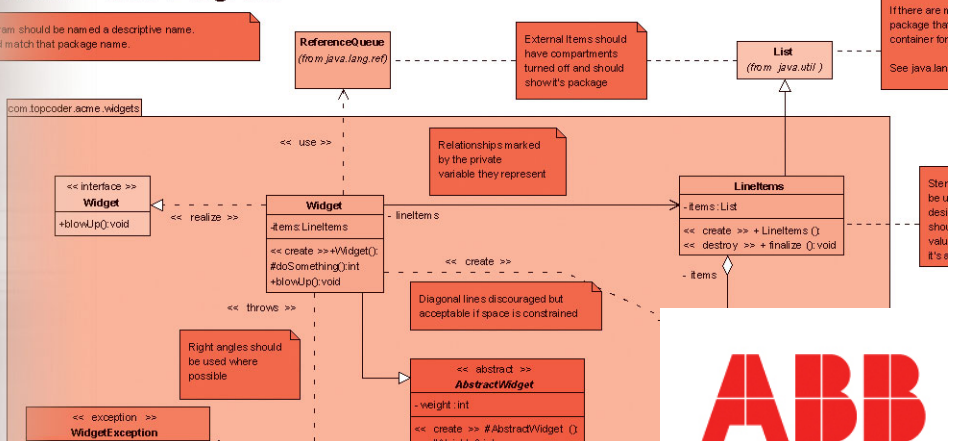 am should be named a descriptive name.
match that package name.
ReferenceQueue
(from java.lang.ref)
External Items should
have compartments
turned off and should
show it's package
List
(from java.util )
If there are
package that
container for
See java.lan
com.topcoder.acme.widgets
<< use >>
Relationships marked
by the private
variable they represent
<< interface >>
Widget
+blowUp():void
<< realize >>
Widget
-items:LineItems
<< create >>+Widget():
#doSomething():int
+blowUp():void
- lineItems
LineItems
-items : List
<< create >> + LineItems ():
<< destroy >> + finalize ():void
be u
desi
shou
valu
it's a
<< create >>
- items
Diagonal lines discouraged but
acceptable if space is constrained
<< throws >>
Right angles should
be used where
possible
<< abstract >>
AbstractWidget
- weight : int
<< create >> #AbstractWidget ():
<< exception >>
WidgetException
ABB